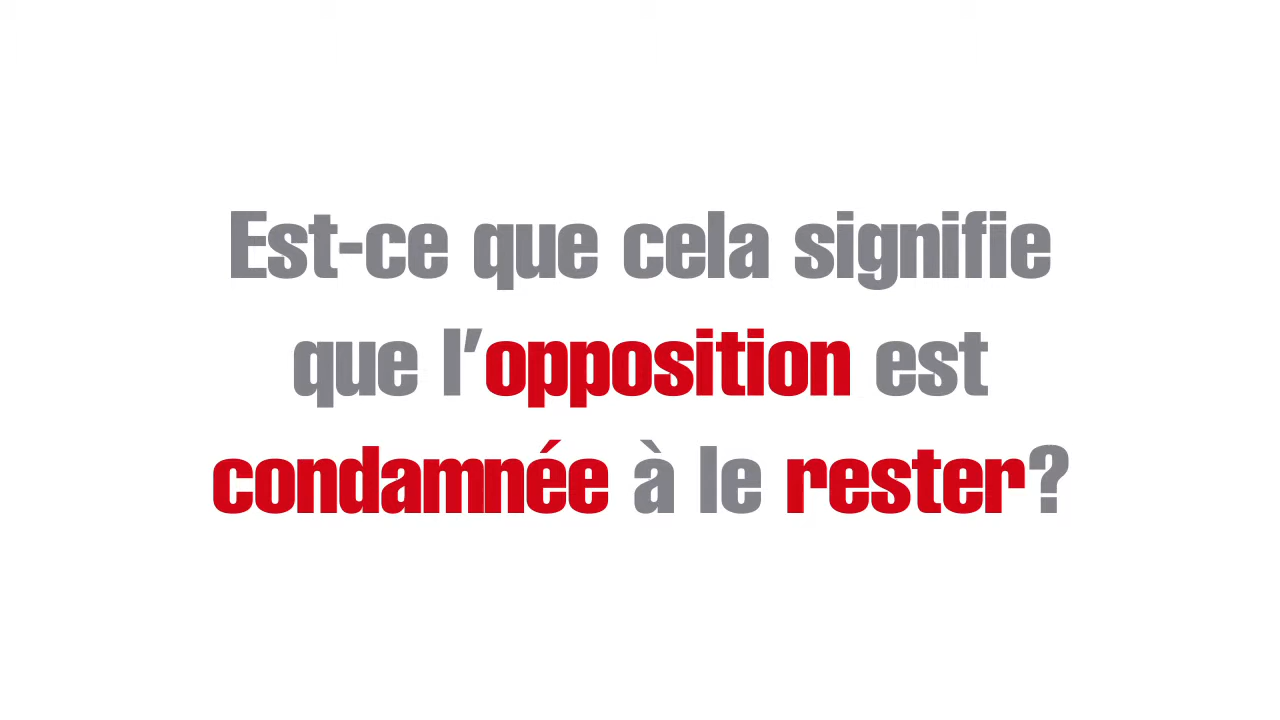 Est-ce que cela signifie
que l’opposition est
condamnée à le rester?